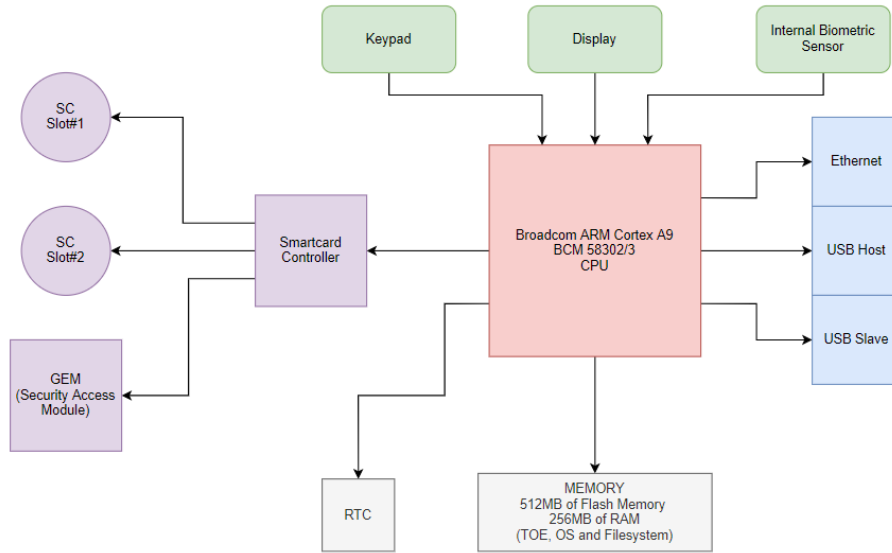 Keypad
Display
Internal Biometric
Sensor
SC
Slot#1
Ethernet
SC
Slot#2
Smartcard
Controller
Broadcom ARM Cortex A9
BCM 58302/3
CPU
USB Host
USB Slave
GEM
(Security Access
Module)
RTC
MEMORY
512MB of Flash Memory
256MB of RAM
(TOE, OS and Filesystem)